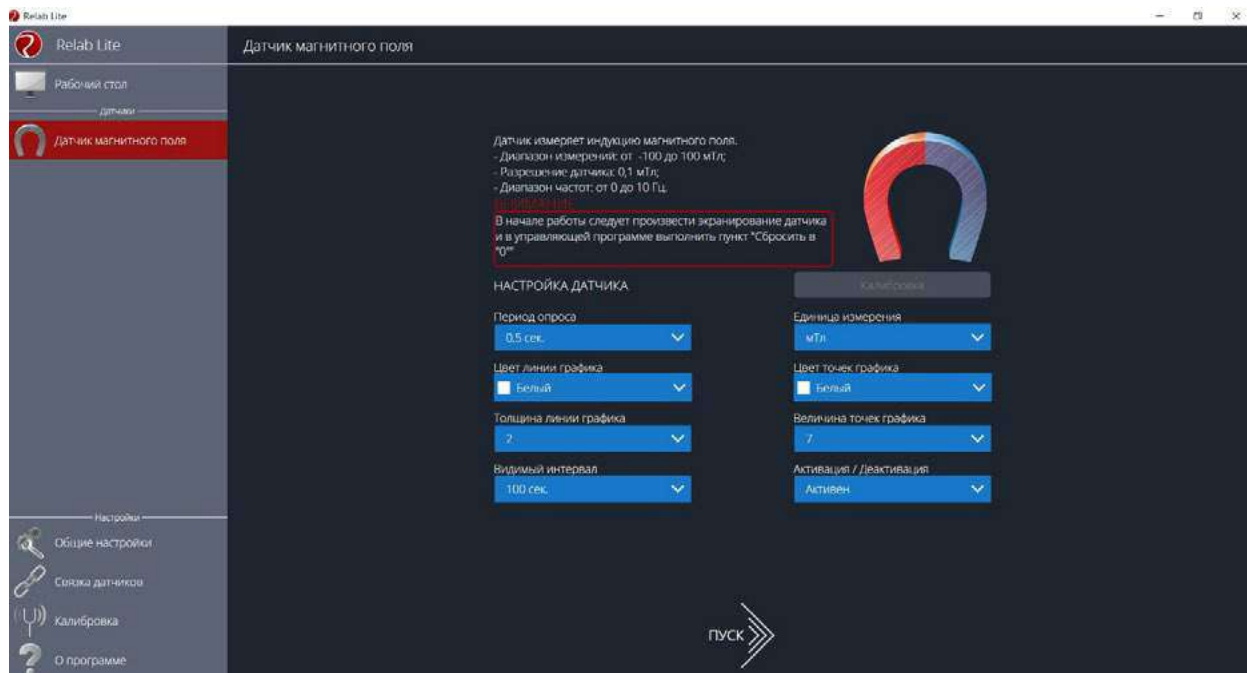 Relab Lite
Relab Lite
Датчик магнитного поля
Рабочий стол
Датчики
Датчик магнитного поля
Датчик измеряет индукцию магнитного поля.
- Диапазон измерений: от -100 до 100 мТл;
- Разрешение датчика: 0,1 мТл;
- Диапазон частот: от 0 до 10 Гц.
В начале работы следует произвести экранирование датчика
и в управляющей программе выполнить пункт "Сбросить в
"0""
НАСТРОЙКА ДАТЧИКА
Калибровка
Период опроса
Единица измерения
0.5 сек.
мТл
Цвет линии графика
Цвет точек графика
Белый
Белый
Толщина линии графика
Величина точек графика
2
7
Видимый интервал
Активация / Деактивация
100 сек.
Активен
Настройки
Общие настройки
Связка датчиков
Калибровка
О программе
ПУСК